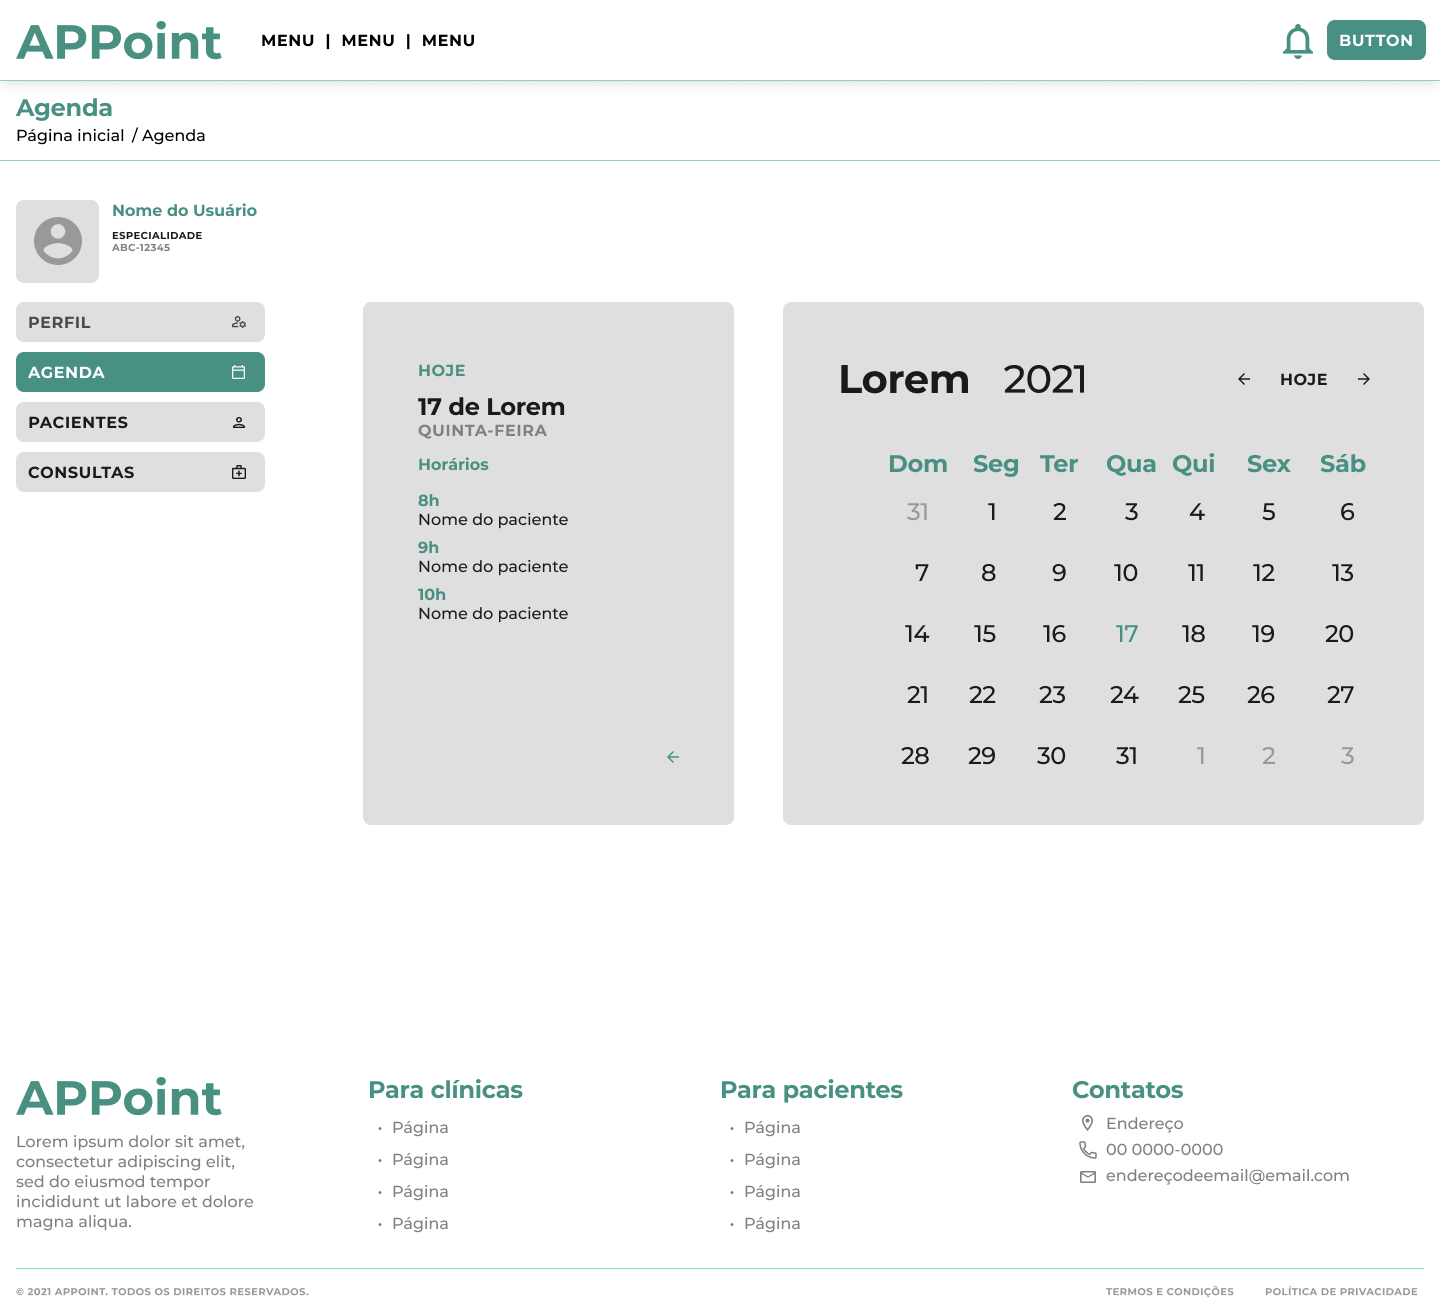 APPoint
MENU | MENU | MENU
BUTTON
Agenda
Página inicial / Agenda
Nome do Usuário
ESPECIALIDADE
ABC-12345
PERFIL
AGENDA
PACIENTES
CONSULTAS
HOJE
17 de Lorem
QUINTA-FEIRA
Horários
8h
Nome do paciente
9h
Nome do paciente
10h
Nome do paciente
Lorem 2021
HOJE
Dom Seg Ter Qua Qui Sex Sáb
31 1 2 3 4 5 6
7 8 9 10 11 12 13
14 15 16 17 18 19 20
21 22 23 24 25 26 27
28 29 30 31 1 2 3
APPoint
Lorem ipsum dolor sit amet,
consectetur adipiscing elit,
sed do eiusmod tempor
incididunt ut labore et dolore
magna aliqua.
Para clínicas
• Página
• Página
• Página
• Página
Para pacientes
• Página
• Página
• Página
• Página
Contatos
Endereço
00 0000-0000
endereçodeemail@email.com
© 2021 APPOINT. TODOS OS DIREITOS RESERVADOS.
TERMOS E CONDIÇÕES
POLÍTICA DE PRIVACIDADE